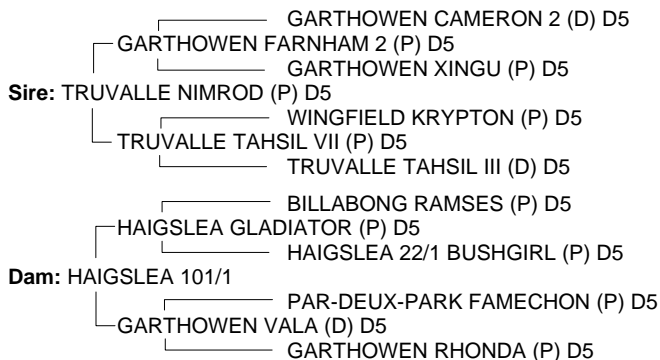 GARTHOWEN CAMERON 2 (D) D5
GARTHOWEN FARNHAM 2 (P) D5
GARTHOWEN XINGU (P) D5
Sire: TRUVALLE NIMROD (P) D5
WINGFIELD KRYPTON (P) D5
TRUVALLE TAHSIL VII (P) D5
TRUVALLE TAHSIL III (D) D5
BILLABONG RAMSES (P) D5
HAIGSLEA GLADIATOR (P) D5
HAIGSLEA 22/1 BUSHGIRL (P) D5
Dam: HAIGSLEA 101/1
PAR-DEUX-PARK FAMECHON (P) D5
GARTHOWEN VALA (D) D5
GARTHOWEN RHONDA (P) D5